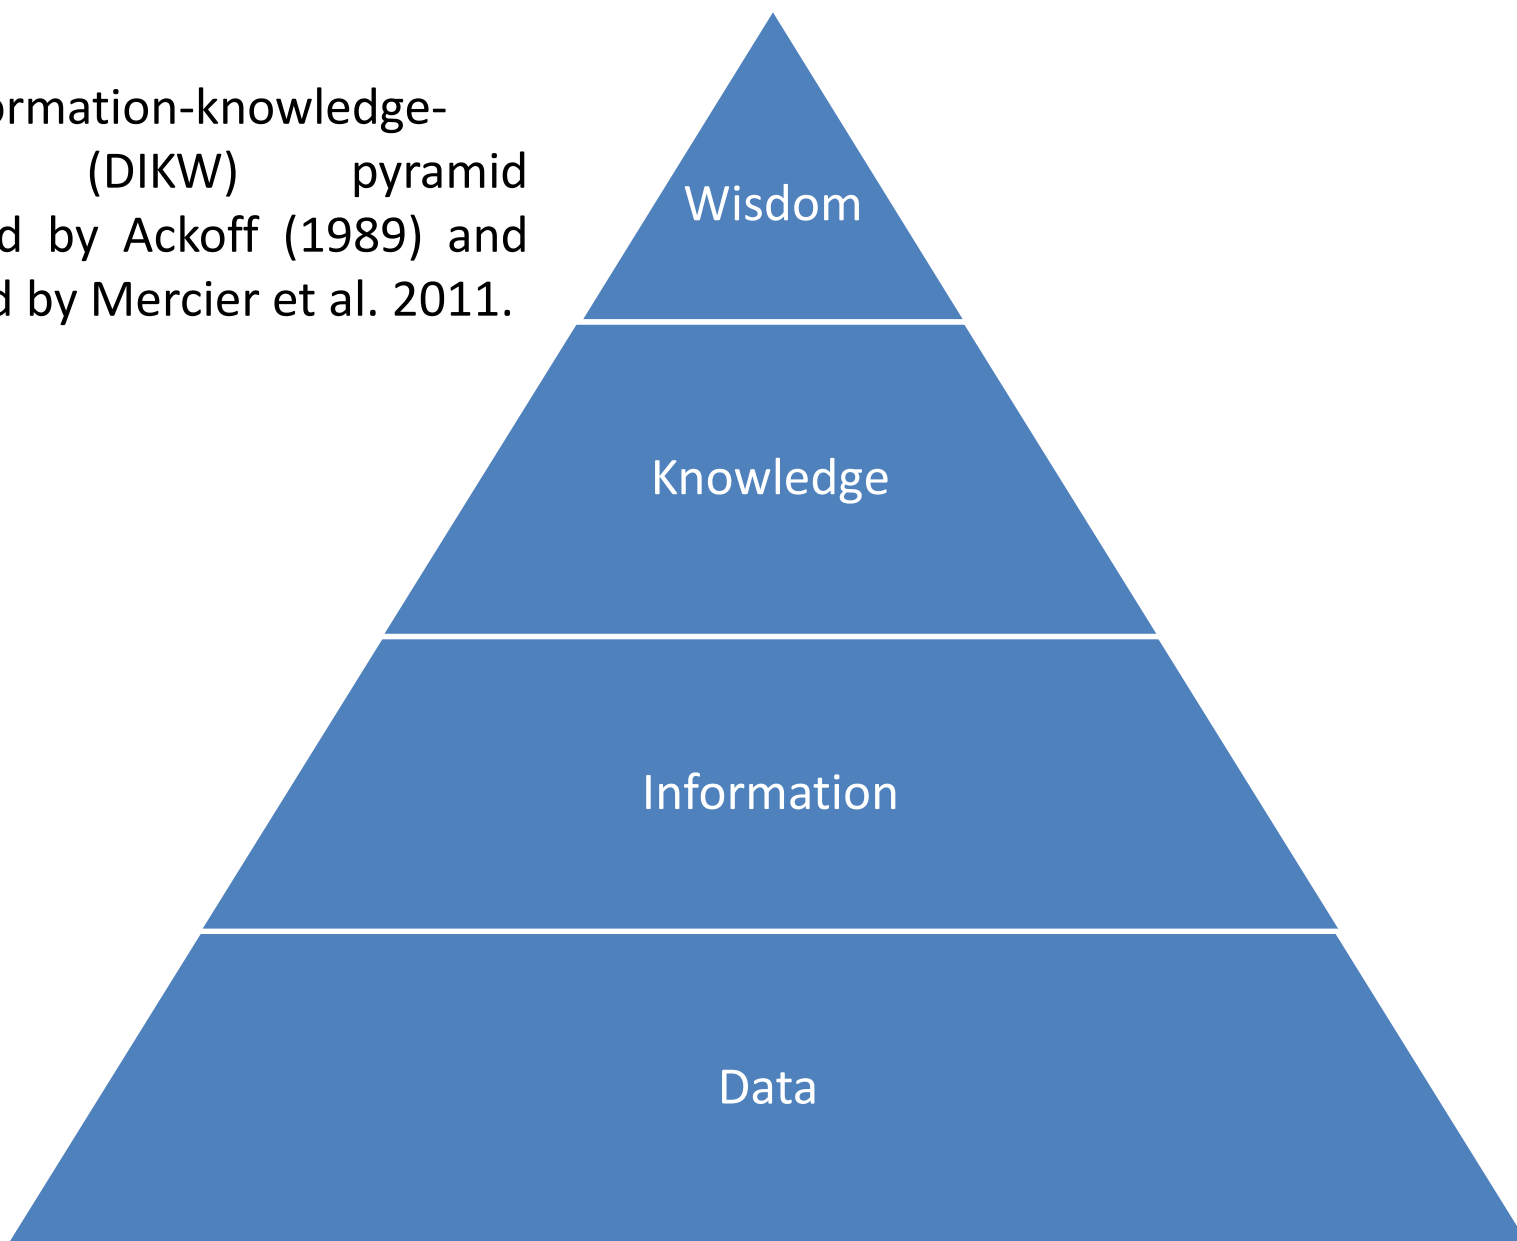 ormation-knowledge-
(DIKW) pyramid
d by Ackoff (1989) and
d by Mercier et al. 2011.
Wisdom
Knowledge
Information
Data